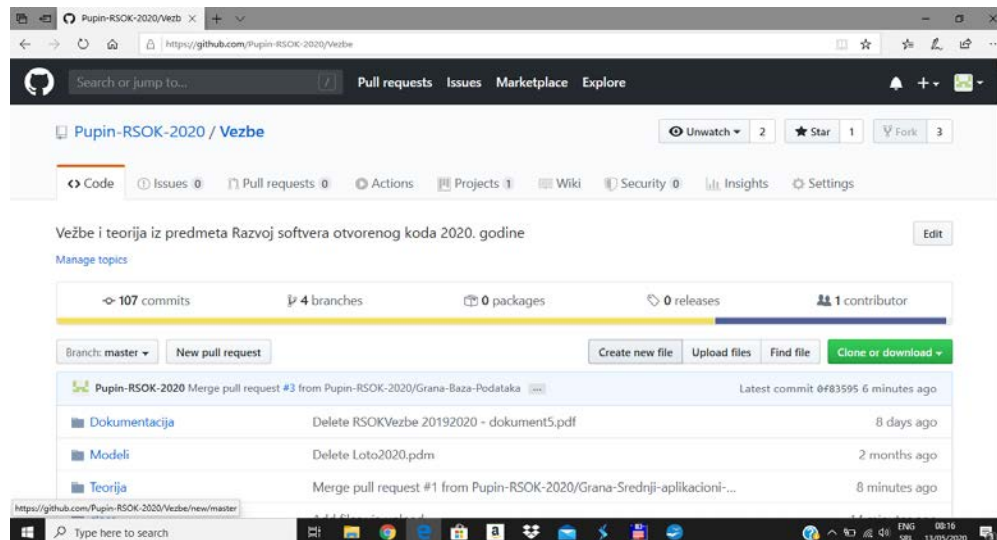 Pupin-RSOK-2020/Vezb
https://github.com/Pupin-RSOK-2020/Vezbe
Search or jump to... / Pull requests Issues Marketplace Explore
Pupin-RSOK-2020 / Vezbe Unwatch 2 Star 1 Fork 3
Code Issues 0 Pull requests 0 Actions Projects 1 Wiki Security 0 Insights Settings
Vežbe i teorija iz predmeta Razvoj softvera otvorenog koda 2020. godine Edit
Manage topics
107 commits 4 branches 0 packages 0 releases 1 contributor
Branch: master New pull request Create new file Upload files Find file Clone or download
Pupin-RSOK-2020 Merge pull request #3 from Pupin-RSOK-2020/Grana-Baza-Podataka ... Latest commit 0f83595 6 minutes ago
Dokumentacija Delete RSOKVezbe 20192020 - dokument5.pdf 8 days ago
Modeli Delete Loto2020.pdm 2 months ago
Teorija Merge pull request #1 from Pupin-RSOK-2020/Grana-Srednji-aplikacioni-... 8 minutes ago
https://github.com/Pupin-RSOK-2020/Vezbe/new/master
Type here to search ENG 08:16
SRL 13/05/2020